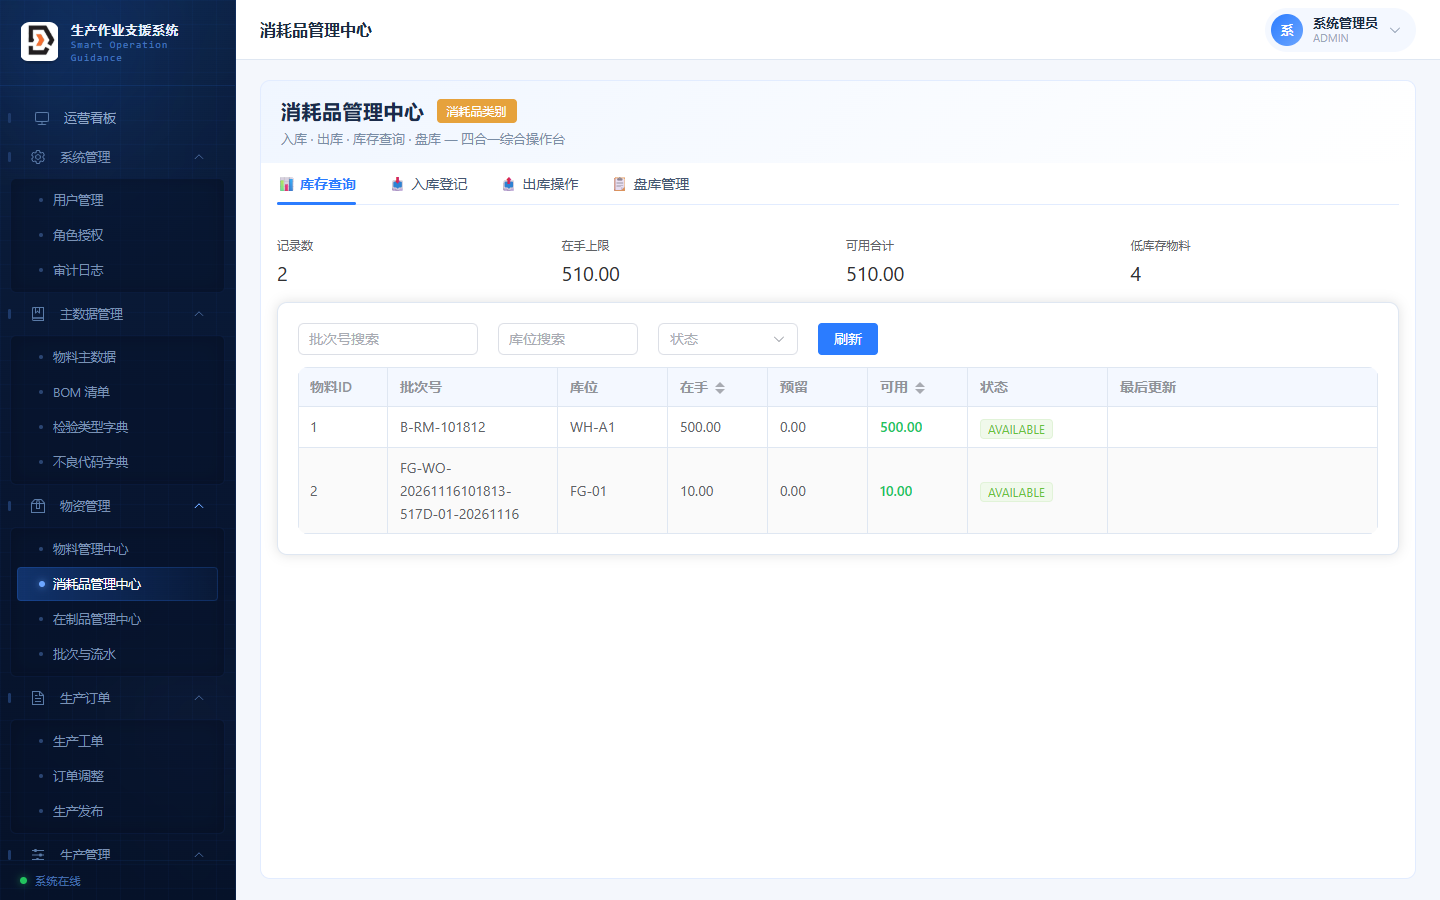 生产作业支援系统
Smart Operation
Guidance
运营看板
系统管理
用户管理
角色授权
审计日志
主数据管理
物料主数据
BOM 清单
检验类型字典
不良代码字典
物资管理
物料管理中心
消耗品管理中心
在制品管理中心
批次与流水
生产订单
生产工单
订单调整
生产发布
生产管理
系统在线
消耗品管理中心
系
系统管理员
ADMIN
消耗品管理中心 消耗品类别
入库 · 出库 · 库存查询 · 盘库 — 四合一综合操作台
库存查询 入库登记 出库操作 盘库管理
记录数 在手上限 可用合计 低库存物料
2 510.00 510.00 4
批次号搜索 库位搜索 状态 刷新
物料ID 批次号 库位 在手 预留 可用 状态 最后更新
1 B-RM-101812 WH-A1 500.00 0.00 500.00 AVAILABLE
FG-WO-
2 20261116101813- FG-01 10.00 0.00 10.00 AVAILABLE
517D-01-20261116